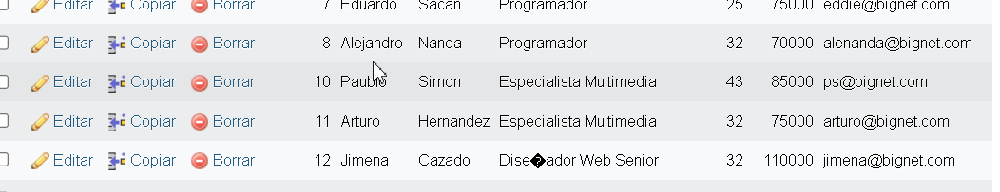 Editar Copiar Borrar 7 Eduardo Sacan Programador 25 75000 eddie@bignet.com
Editar Copiar Borrar 8 Alejandro Nanda Programador 32 70000 alenanda@bignet.com
Editar Copiar Borrar 10 Paublo Simon Especialista Multimedia 43 85000 ps@bignet.com
Editar Copiar Borrar 11 Arturo Hernandez Especialista Multimedia 32 75000 arturo@bignet.com
Editar Copiar Borrar 12 Jimena Cazado Dise�ador Web Senior 32 110000 jimena@bignet.com